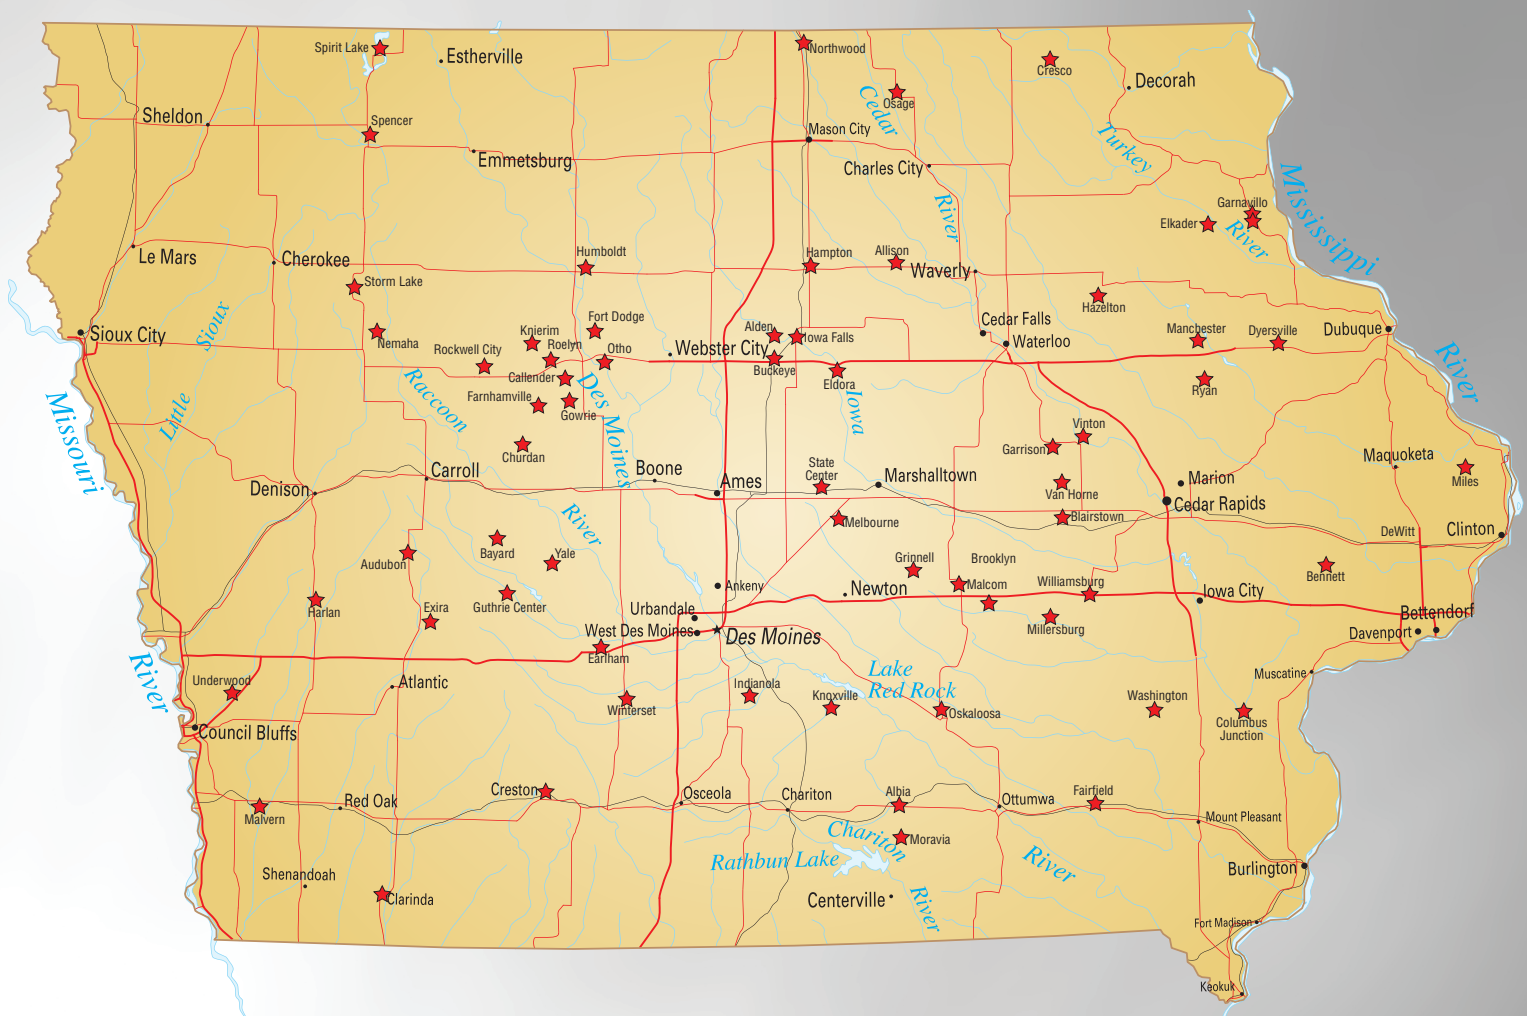 Spirit Lake
Estherville
Northwood
Cresco
Decorah
Osage
Cedar
Sheldon
Spencer
Mason City
Turkey
Emmetsburg
Charles City
Mississippi
River
Garnavillo
Elkader
River
Le Mars
Cherokee
Humboldt
Hampton
Allison
Waverly
Storm Lake
Hazelton
Sioux
Little
Sioux City
Nemaha
Knierim
Fort Dodge
Roelyn
Otho
Rockwell City
Callender
Farnhamville
Gowrie
Webster City
Alden
Iowa Falls
Buckeye
Eldora
Cedar Falls
Waterloo
Manchester
Dyersville
Dubuque
River
Ryan
Raccoon
Des Moines
Iowa
Missouri
Churdan
Vinton
Garrison
Maquoketa
Miles
Carroll
Boone
Denison
Ames
State
Center
Marshalltown
Van Horne
Marion
Cedar Rapids
Melbourne
Blairstown
DeWitt
Clinton
River
Bayard
Yale
Audubon
Grinnell
Brooklyn
Malcom
Williamsburg
Bennett
Ankeny
Newton
Iowa City
Harlan
Exira
Guthrie Center
Urbandale
West Des Moines
Des Moines
Millersburg
Bettendorf
Davenport
Earlham
River
Underwood
Atlantic
Lake
Red Rock
Muscatine
Winterset
Indianola
Knoxville
Oskaloosa
Washington
Columbus
Junction
Council Bluffs
Malvern
Red Oak
Creston
Osceola
Chariton
Albia
Ottumwa
Fairfield
Mount Pleasant
Chariton
Moravia
Rathbun Lake
River
Burlington
Shenandoah
Clarinda
Centerville
River
Fort Madison
Keokuk